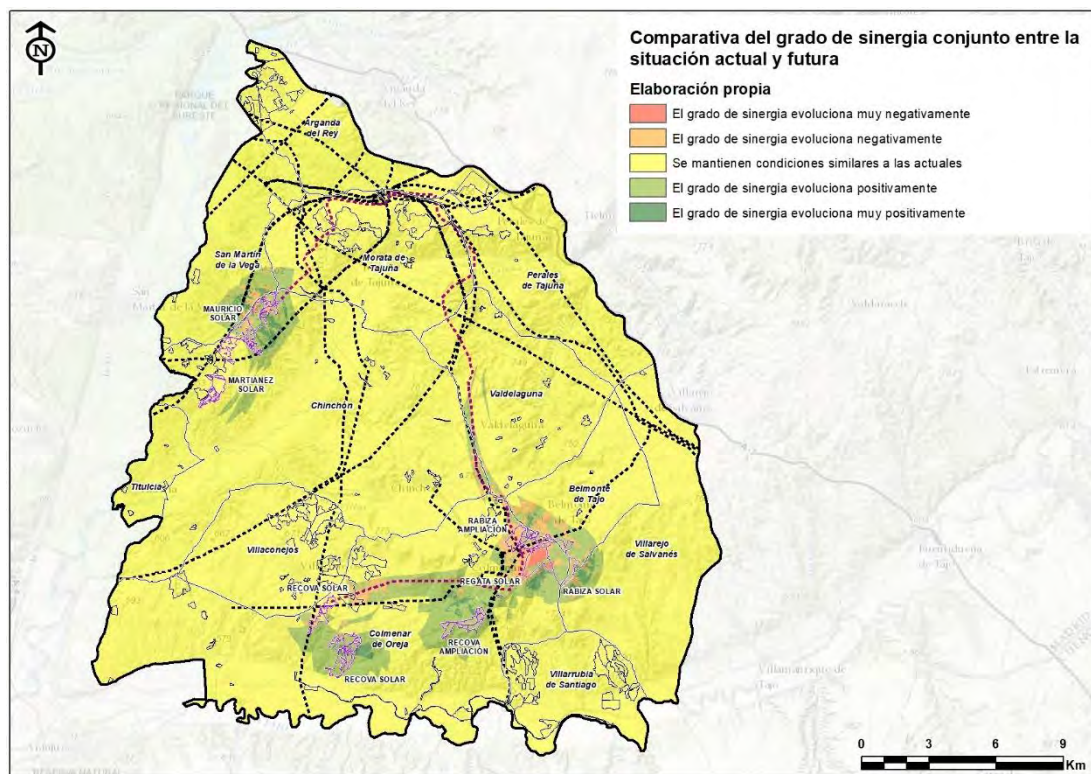 N
Comparativa del grado de sinergia conjunto entre la
situación actual y futura
Elaboración propia
El grado de sinergia evoluciona muy negativamente
El grado de sinergia evoluciona negativamente
Se mantienen condiciones similares a las actuales
El grado de sinergia evoluciona positivamente
El grado de sinergia evoluciona muy positivamente
Arganda
del Rey
San Martín
de la Vega
Morata de
Tajuña
Perales
de Tajuña
MAURICIO
SOLAR
MARTIANEZ
SOLAR
Chinchón
Valdelaguna
Valdelaguna
Titulcia
Belmonte
de Tajo
RABIZA
AMPLIACIÓN
Villaconejos
Villarejo
de Salvanés
RECOVA SOLAR
REGATA SOLAR
RABIZA SOLAR
Colmenar
de Oreja
RECOVA
AMPLIACIÓN
RECOVA SOLAR
Villarrubia
de Santiago
Villamanrique de
Tajo
0 3 6 9
Km